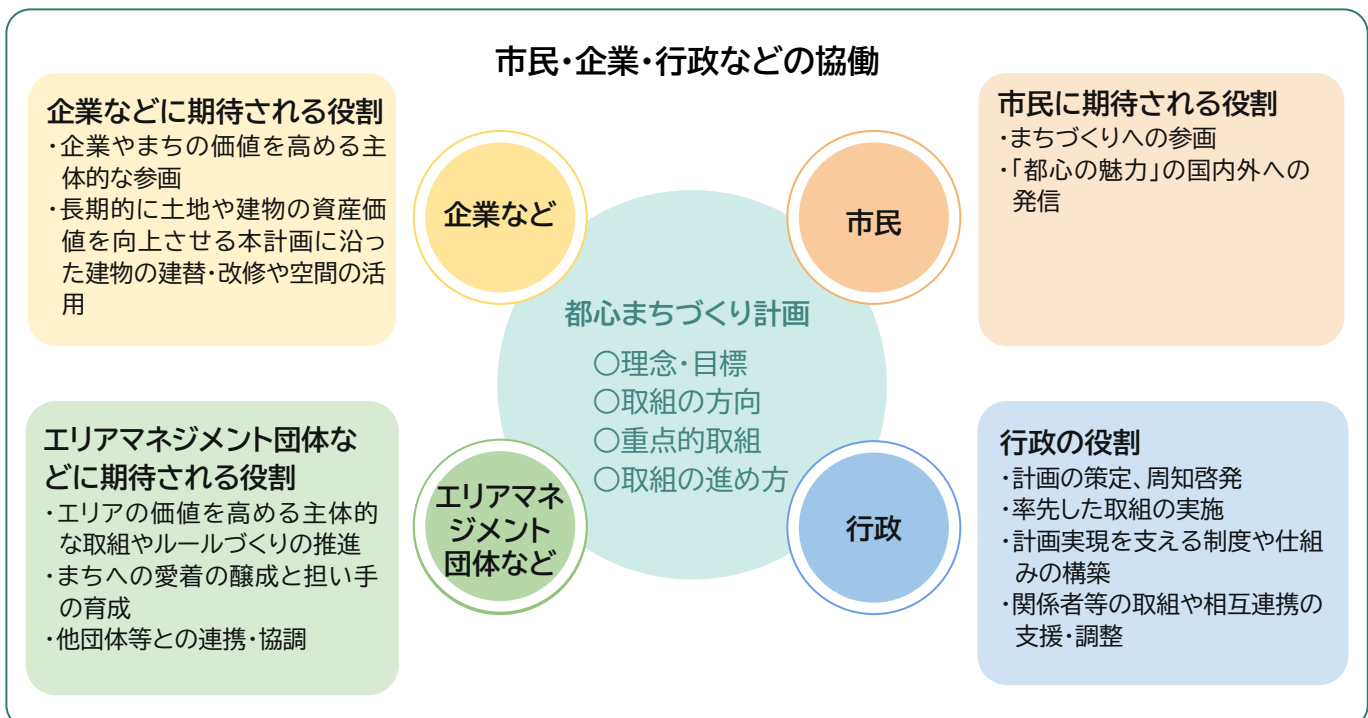 市民・企業・行政などの協働
企業などに期待される役割
・企業やまちの価値を高める主
体的な参画
・長期的に土地や建物の資産価
値を向上させる本計画に沿っ
た建物の建替・改修や空間の活
用
企業など
市民
市民に期待される役割
・まちづくりへの参画
・「都心の魅力」の国内外への
発信
都心まちづくり計画
○理念・目標
○取組の方向
○重点的取組
○取組の進め方
エリアマネジメント団体な
どに期待される役割
・エリアの価値を高める主体的
な取組やルールづくりの推進
・まちへの愛着の醸成と担い手
の育成
・他団体等との連携・協調
エリアマネ
ジメント
団体など
行政
行政の役割
・計画の策定、周知啓発
・率先した取組の実施
・計画実現を支える制度や仕組
みの構築
・関係者等の取組や相互連携の
支援・調整